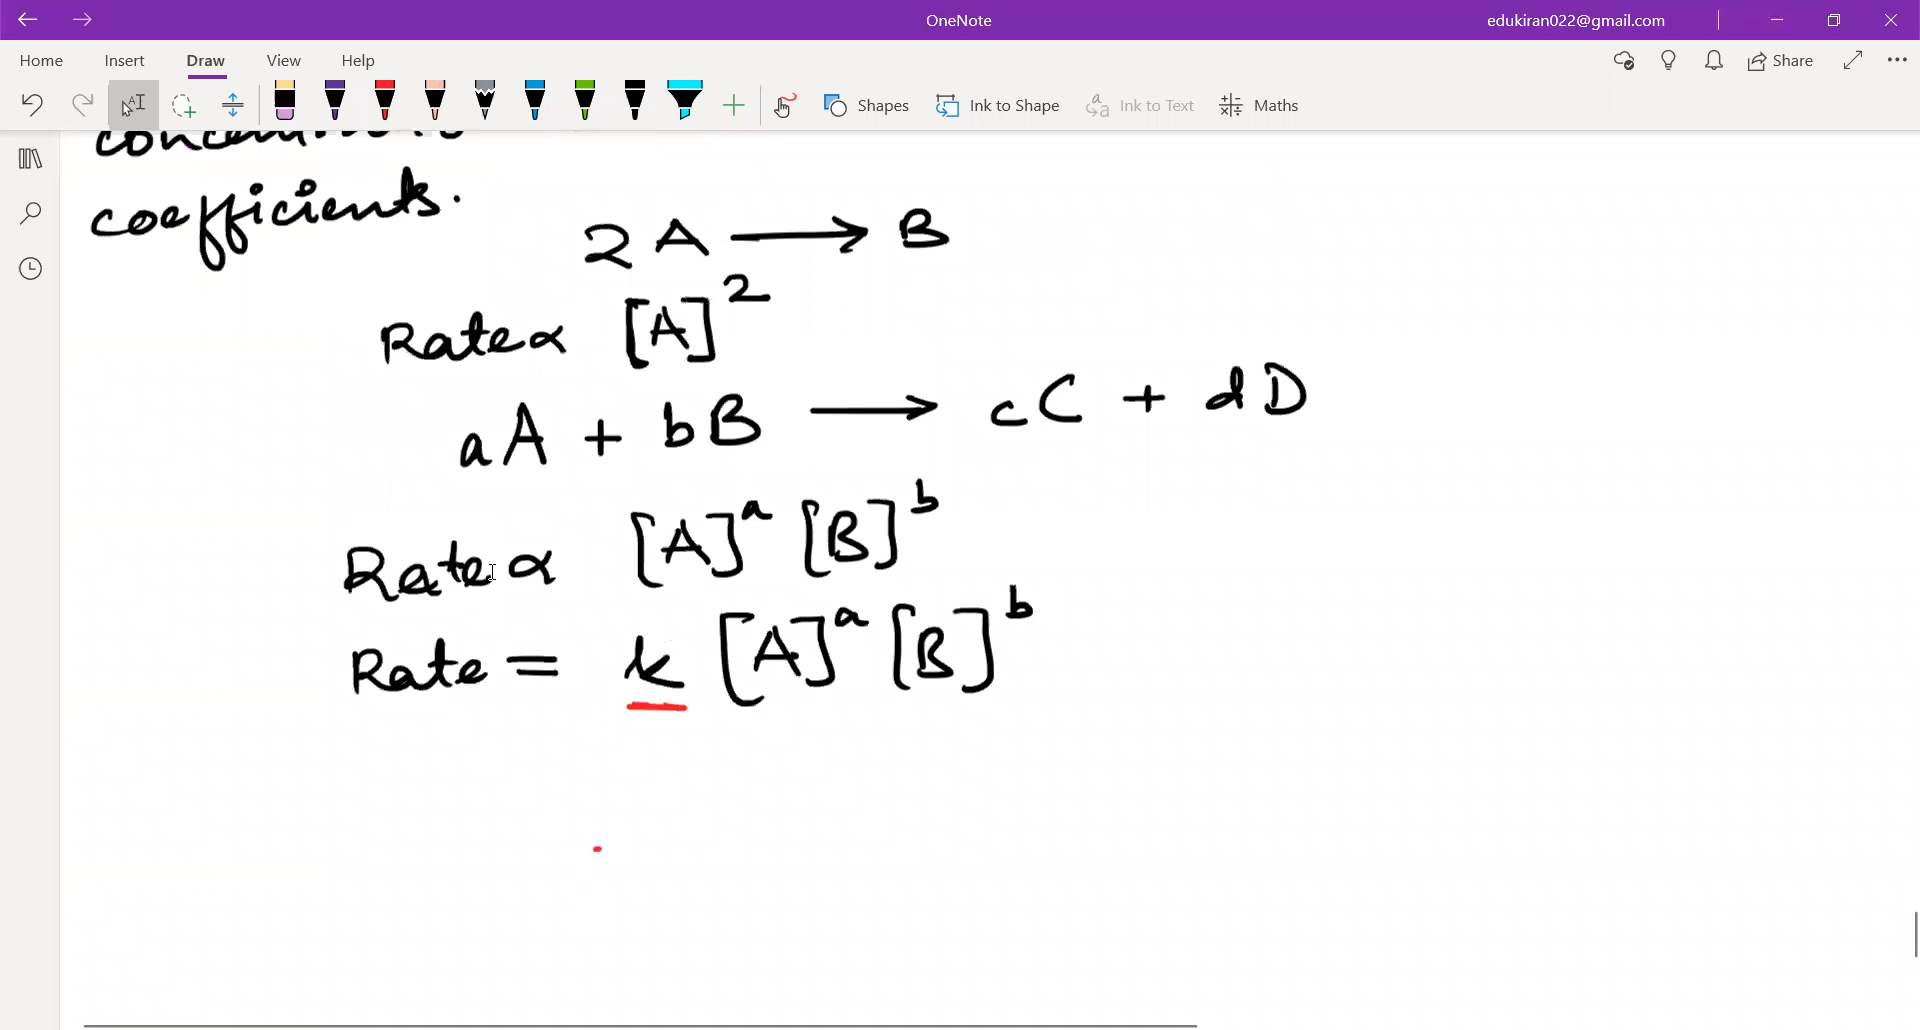 OneNote
edukiran022@gmail.com
Home Insert Draw View Help
Share
Shapes Ink to Shape Ink to Text Maths
coefficients.
2 A ⟶ B
Rate ∝ [A]²
aA + bB ⟶ cC + dD
Rate ∝ [A]ᵃ [B]ᵇ
Rate = k [A]ᵃ [B]ᵇ